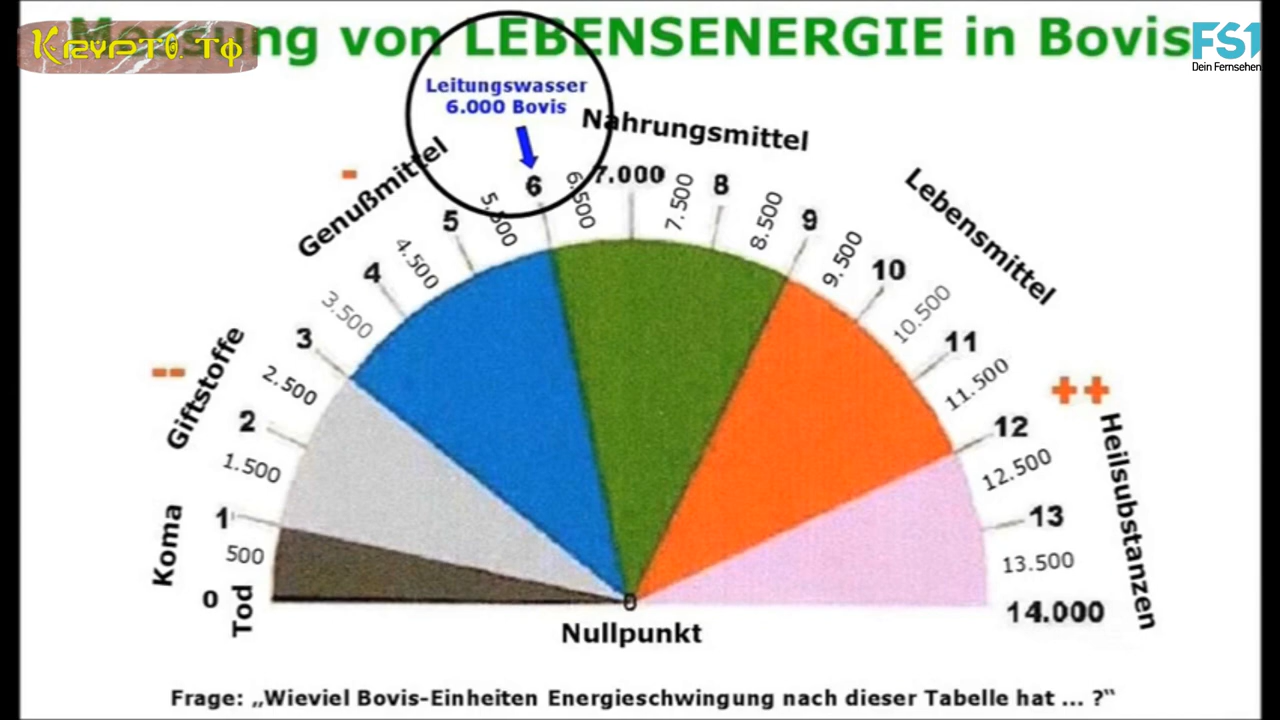 Messung von LEBENSENERGIE in Bovis
KRYPTO.TΦ
FS1
Dein Fernsehen
Leitungswasser
6.000 Bovis
Nahrungsmittel
Genußmittel
Lebensmittel
Giftstoffe
Heilsubstanzen
Koma
Tod
-
--
++
0
500
1
1.500
2
2.500
3
3.500
4
4.500
5
5.500
6
6.500
7.000
7.500
8
8.500
9
9.500
10
10.500
11
11.500
12
12.500
13
13.500
14.000
0
Nullpunkt
Frage: „Wieviel Bovis-Einheiten Energieschwingung nach dieser Tabelle hat ... ?“